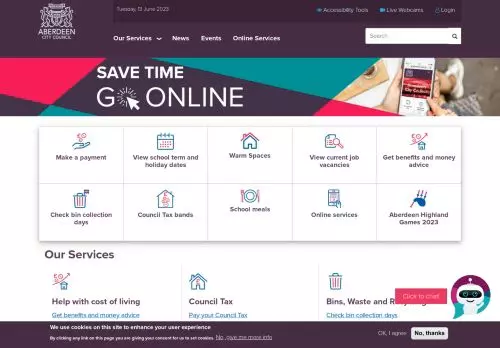 ABERDEEN
CITY COUNCIL
Tuesday, 13 June 2023
Accessibility Tools
Live Webcams
Login
Our Services
News
Events
Online Services
Search
SAVE TIME
GO ONLINE
Make a payment
View school term and
holiday dates
Warm Spaces
View current job
vacancies
Get benefits and money
advice
Check bin collection
days
Council Tax bands
School meals
Online services
Aberdeen Highland
Games 2023
Our Services
Help with cost of living
Council Tax
Bins, Waste and Recycling
Click to chat!
Get benefits and money advice
Pay your Council Tax
Check bin collection days
We use cookies on this site to enhance your user experience
By clicking any link on this page you are giving your consent for us to set cookies.
No, give me more info
OK, I agree
No, thanks